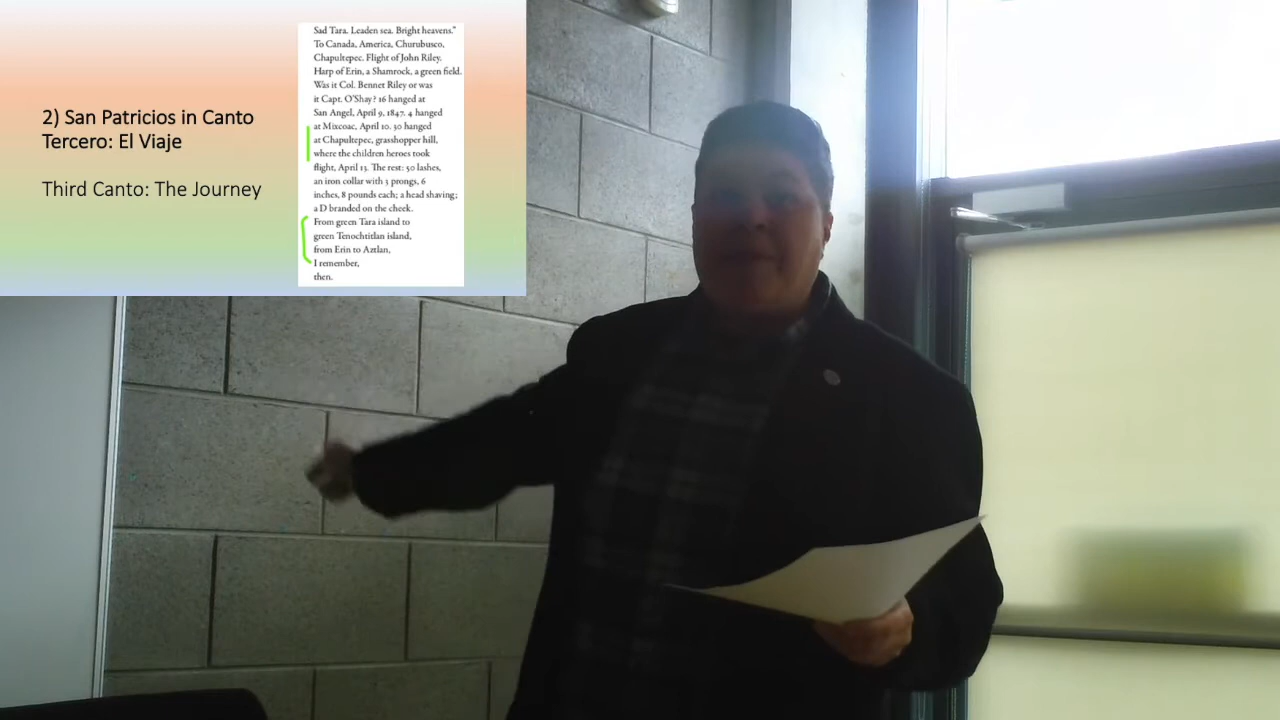 2) San Patricios in Canto
Tercero: El Viaje
Third Canto: The Journey
Sad Tara. Leaden sea. Bright heavens."
To Canada, America, Churubusco,
Chapultepec. Flight of John Riley.
Harp of Erin, a Shamrock, a green field.
Was it Col. Bennet Riley or was
it Capt. O'Shay? 16 hanged at
San Angel, April 9, 1847. 4 hanged
at Mixcoac, April 10. 30 hanged
at Chapultepec, grasshopper hill,
where the children heroes took
flight, April 13. The rest: 50 lashes,
an iron collar with 3 prongs, 6
inches, 8 pounds each; a head shaving;
a D branded on the cheek.
From green Tara island to
green Tenochtitlan island,
from Erin to Aztlan,
I remember,
then.